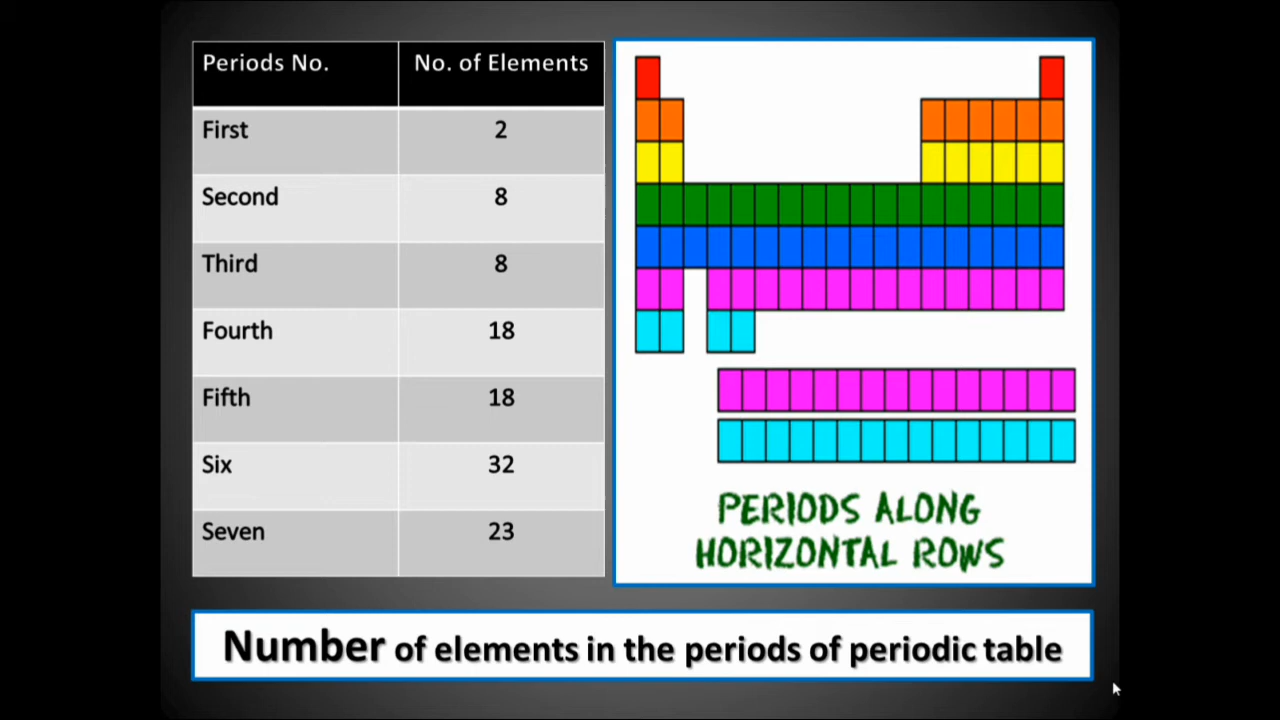 Periods No. No. of Elements
First 2
Second 8
Third 8
Fourth 18
Fifth 18
Six 32
Seven 23
PERIODS ALONG
HORIZONTAL ROWS
Number of elements in the periods of periodic table